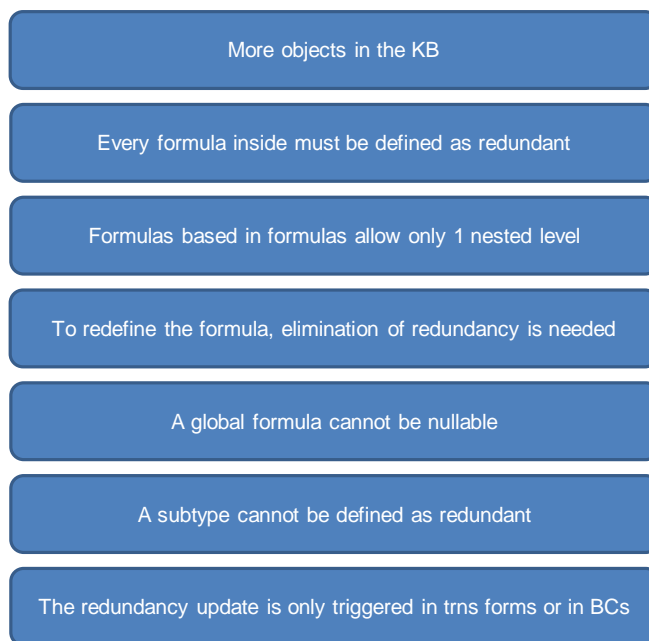 More objects in the KB
Every formula inside must be defined as redundant
Formulas based in formulas allow only 1 nested level
To redefine the formula, elimination of redundancy is needed
A global formula cannot be nullable
A subtype cannot be defined as redundant
The redundancy update is only triggered in trns forms or in BCs